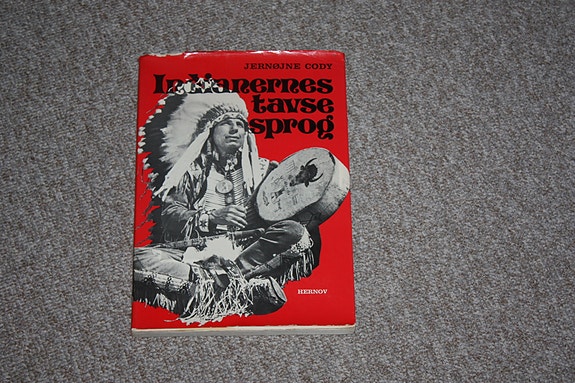 JERNØJNE CODY
Indianernes
tavse
sprog
HERNOV